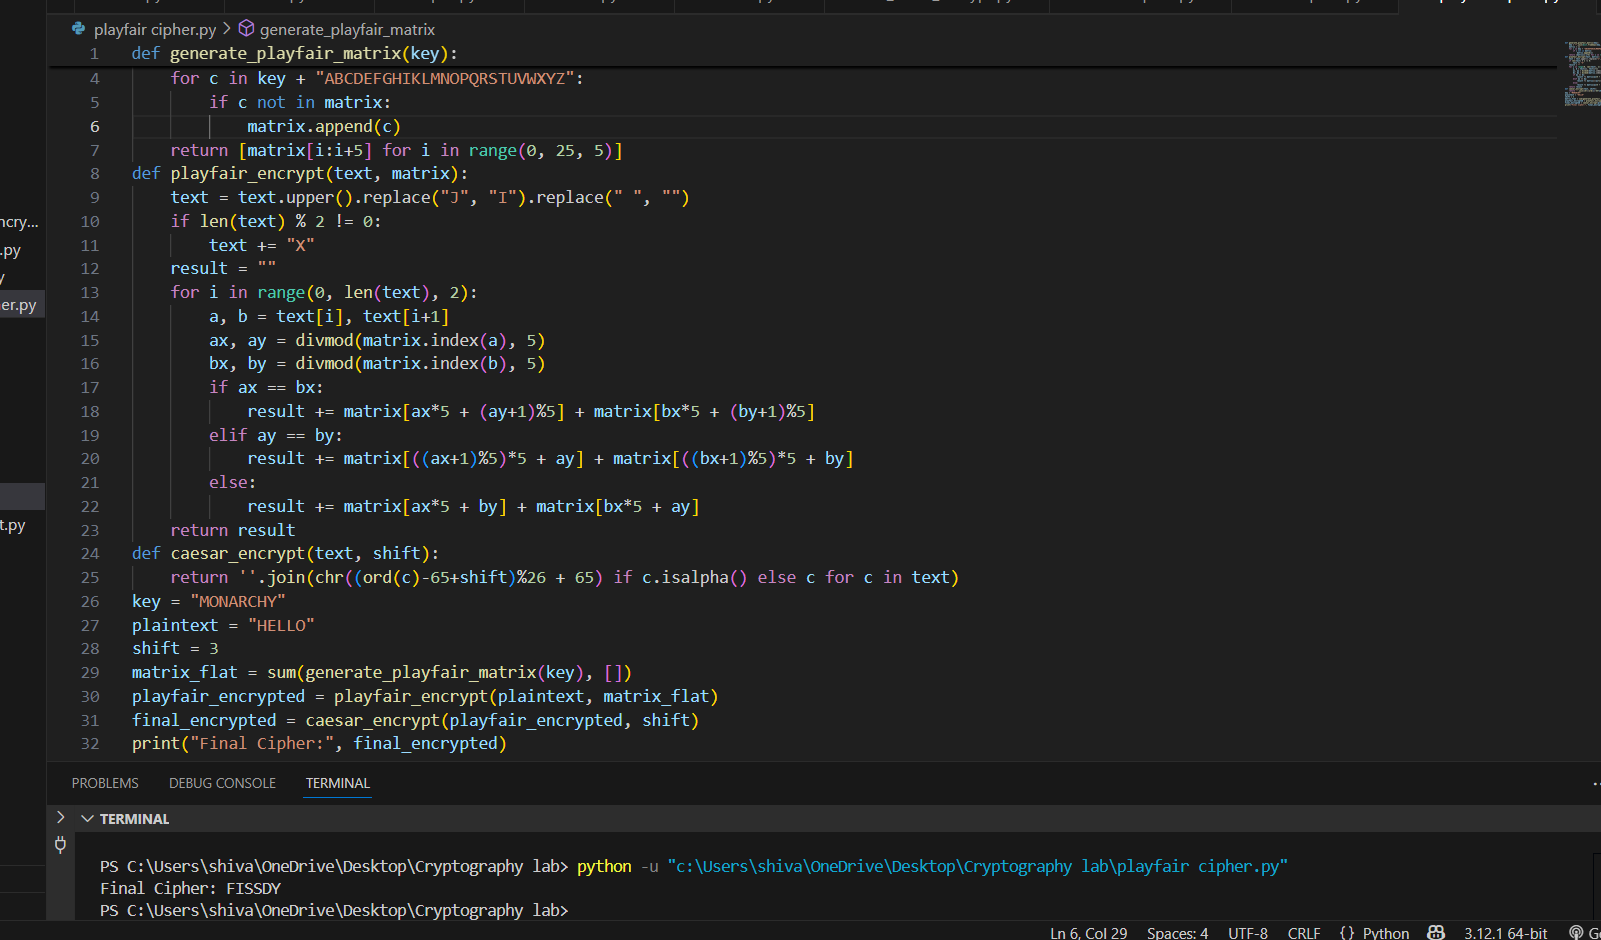 playfair cipher.py > generate_playfair_matrix
1 def generate_playfair_matrix(key):
4 for c in key + "ABCDEFGHIKLMNOPQRSTUVWXYZ":
5 if c not in matrix:
6 matrix.append(c)
7 return [matrix[i:i+5] for i in range(0, 25, 5)]
8 def playfair_encrypt(text, matrix):
9 text = text.upper().replace("J", "I").replace(" ", "")
10 if len(text) % 2 != 0:
11 text += "X"
12 result = ""
13 for i in range(0, len(text), 2):
14 a, b = text[i], text[i+1]
15 ax, ay = divmod(matrix.index(a), 5)
16 bx, by = divmod(matrix.index(b), 5)
17 if ax == bx:
18 result += matrix[ax*5 + (ay+1)%5] + matrix[bx*5 + (by+1)%5]
19 elif ay == by:
20 result += matrix[((ax+1)%5)*5 + ay] + matrix[((bx+1)%5)*5 + by]
21 else:
22 result += matrix[ax*5 + by] + matrix[bx*5 + ay]
23 return result
24 def caesar_encrypt(text, shift):
25 return ''.join(chr((ord(c)-65+shift)%26 + 65) if c.isalpha() else c for c in text)
26 key = "MONARCHY"
27 plaintext = "HELLO"
28 shift = 3
29 matrix_flat = sum(generate_playfair_matrix(key), [])
30 playfair_encrypted = playfair_encrypt(plaintext, matrix_flat)
31 final_encrypted = caesar_encrypt(playfair_encrypted, shift)
32 print("Final Cipher:", final_encrypted)
ncry...
.py
er.py
t.py
PROBLEMS DEBUG CONSOLE TERMINAL
TERMINAL
PS C:\Users\shiva\OneDrive\Desktop\Cryptography lab> python -u "c:\Users\shiva\OneDrive\Desktop\Cryptography lab\playfair cipher.py"
Final Cipher: FISSDY
PS C:\Users\shiva\OneDrive\Desktop\Cryptography lab>
Ln 6, Col 29 Spaces: 4 UTF-8 CRLF {} Python 3.12.1 64-bit Go